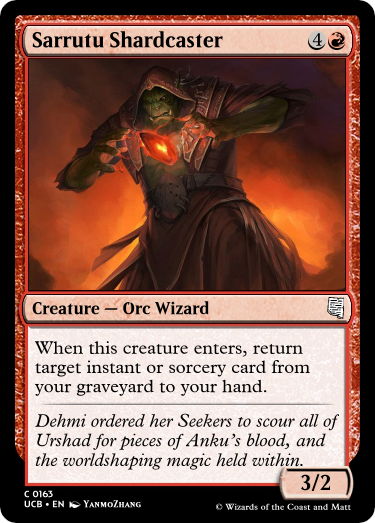 Sarrutu Shardcaster 4
Creature — Orc Wizard
When this creature enters, return
target instant or sorcery card from
your graveyard to your hand.
Dehmi ordered her Seekers to scour all of
Urshad for pieces of Anku's blood, and
the worldshaping magic held within.
3/2
C 0163
UCB • EN YanmoZhang
© Wizards of the Coast and Matt